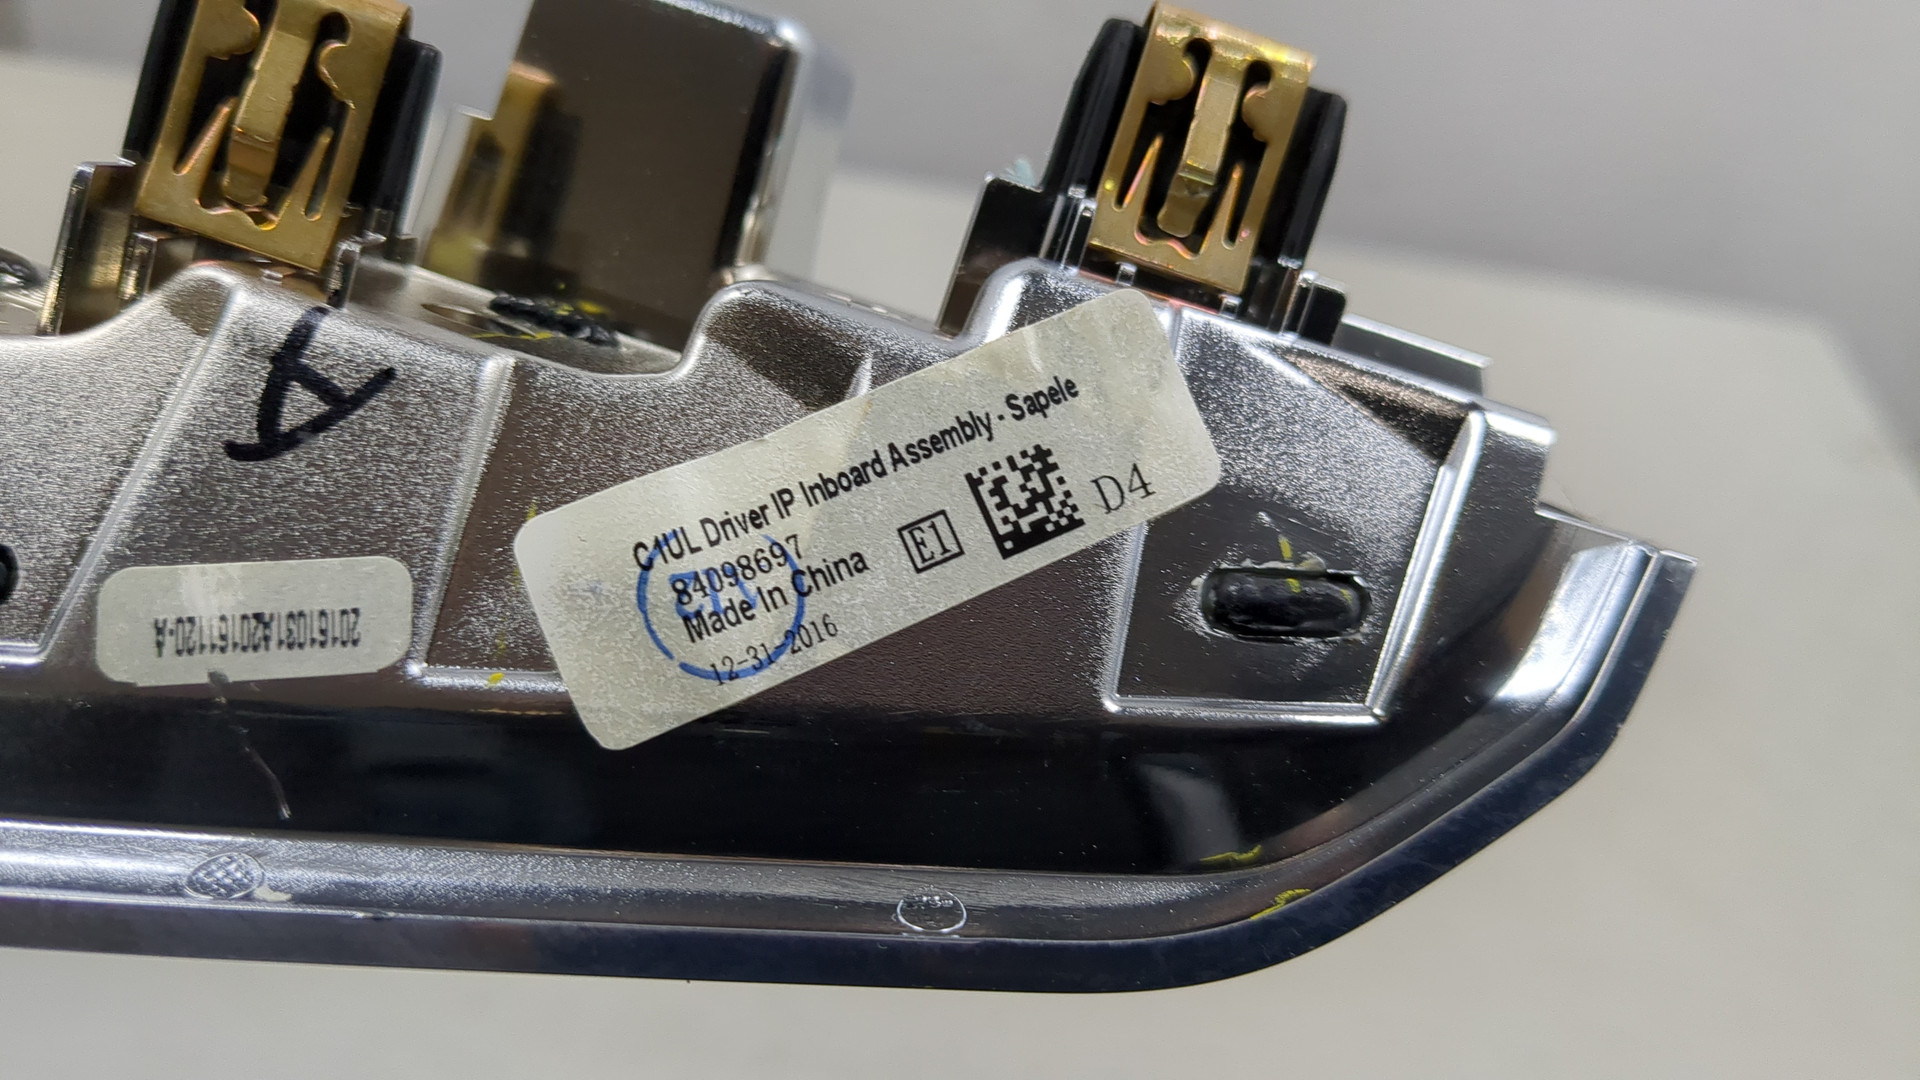 A
C1UL Driver IP Inboard Assembly - Sapele
84098697
Made In China
12-31-2016
E1
D4
20161031A20161120-A